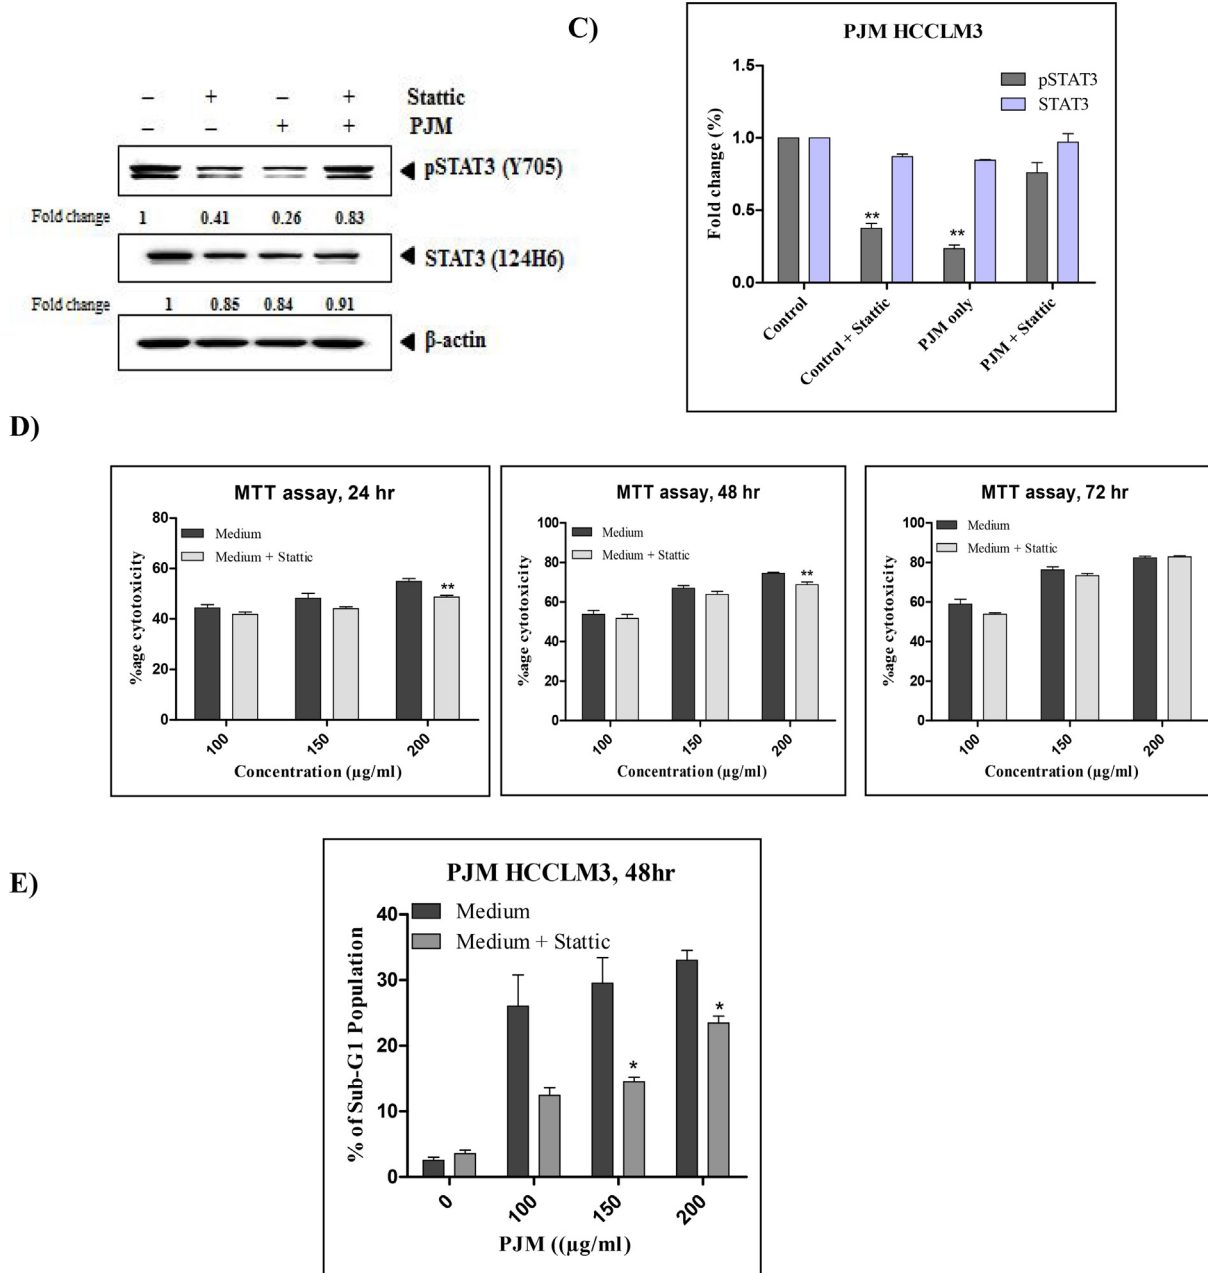 C)
− + − + Stattic
− − + + PJM
pSTAT3 (Y705)
Fold change 1 0.41 0.26 0.83
STAT3 (124H6)
Fold change 1 0.85 0.84 0.91
β-actin
PJM HCCLM3
pSTAT3
STAT3
Fold change (%)
1.5
1.0
0.5
0.0
** **
Control Control + Stattic PJM only PJM + Stattic
D)
MTT assay, 24 hr
Medium
Medium + Stattic
%age cytotoxicity
80
60
40
20
0
**
100 150 200
Concentration (µg/ml)
MTT assay, 48 hr
Medium
Medium + Stattic
%age cytotoxicity
100
80
60
40
20
0
**
100 150 200
Concentration (µg/ml)
MTT assay, 72 hr
Medium
Medium + Stattic
%age cytotoxicity
100
80
60
40
20
0
100 150 200
Concentration (µg/ml)
E)
PJM HCCLM3, 48hr
Medium
Medium + Stattic
% of Sub-G1 Population
40
30
20
10
0
* *
0 100 150 200
PJM ((µg/ml)